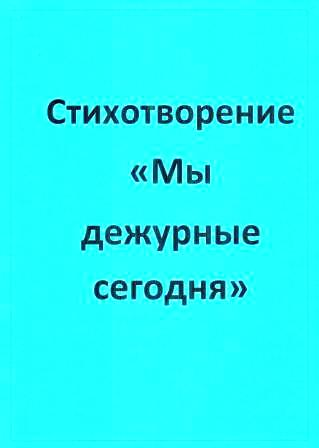 Стихотворение
«Мы
дежурные
сегодня»